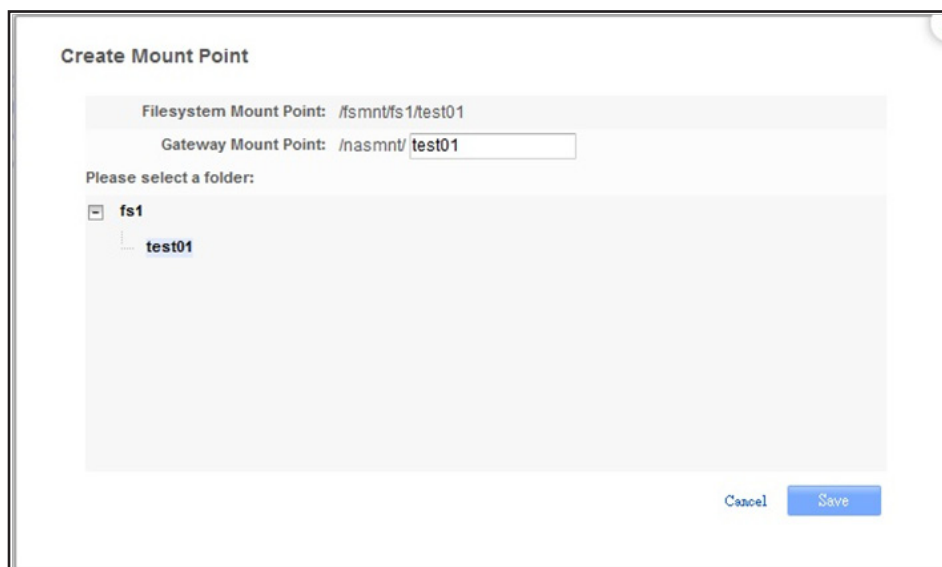 Create Mount Point
Filesystem Mount Point: /fsmnt/fs1/test01
Gateway Mount Point: /nasmnt/ test01
Please select a folder:
fs1
test01
Cancel Save